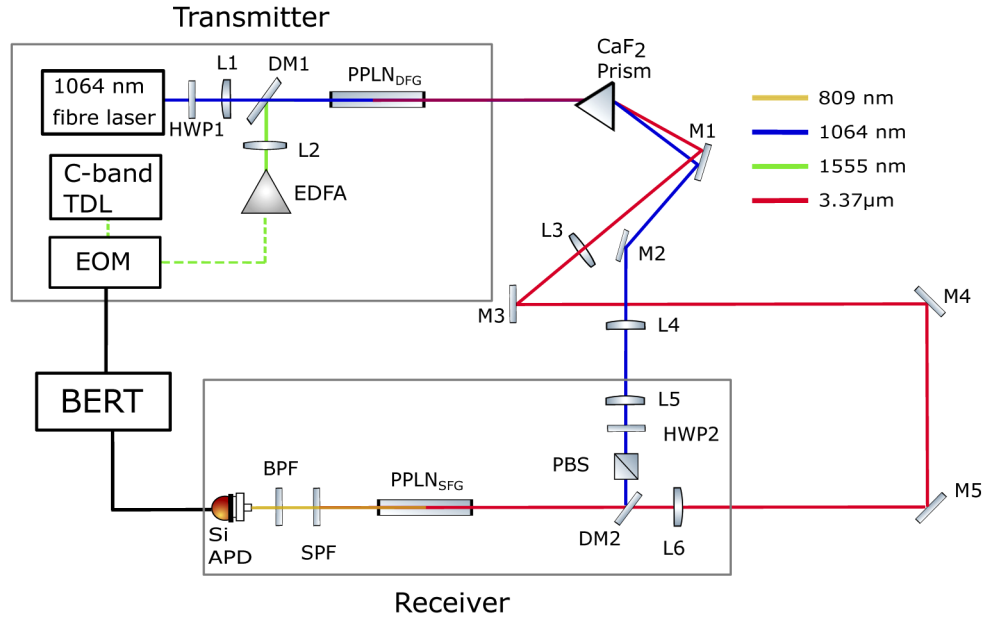 Transmitter
1064 nm
fibre laser
HWP1
L1
DM1
PPLN_DFG
L2
EDFA
C-band
TDL
EOM
CaF₂
Prism
M1
809 nm
1064 nm
1555 nm
3.37μm
L3
M2
M3
M4
L4
BERT
L5
HWP2
PBS
BPF
PPLN_SFG
M5
Si
APD
SPF
DM2
L6
Receiver